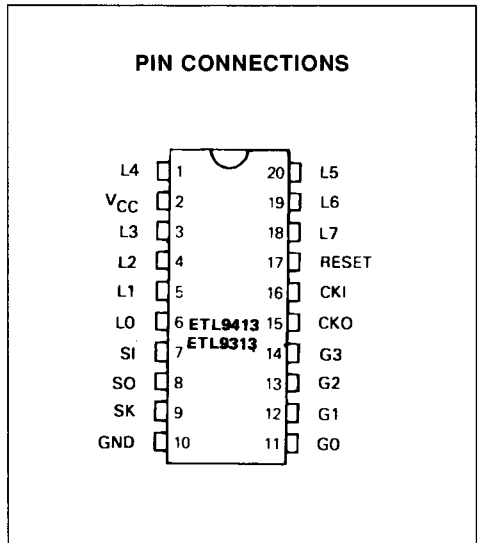 PIN CONNECTIONS
L4 1 20 L5
VCC 2 19 L6
L3 3 18 L7
L2 4 17 RESET
L1 5 16 CKI
L0 6 ETL9413 15 CKO
SI 7 ETL9313 14 G3
SO 8 13 G2
SK 9 12 G1
GND 10 11 G0